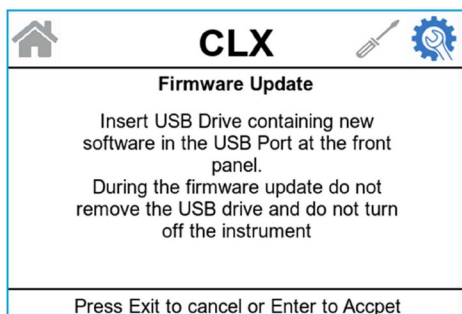 CLX
Firmware Update
Insert USB Drive containing new
software in the USB Port at the front
panel.
During the firmware update do not
remove the USB drive and do not turn
off the instrument
Press Exit to cancel or Enter to Accpet